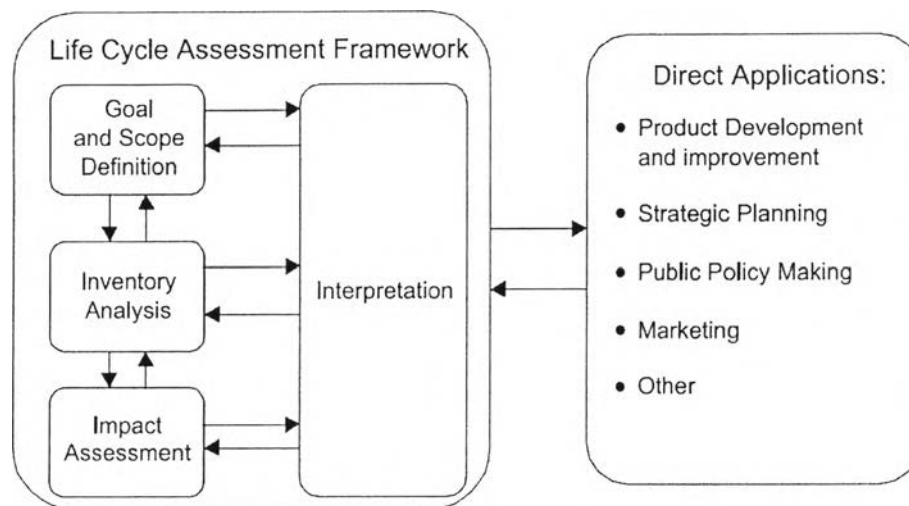 Life Cycle Assessment Framework
Goal
and Scope
Definition
Inventory
Analysis
Impact
Assessment
Interpretation
Direct Applications:
• Product Development
and improvement
• Strategic Planning
• Public Policy Making
• Marketing
• Other